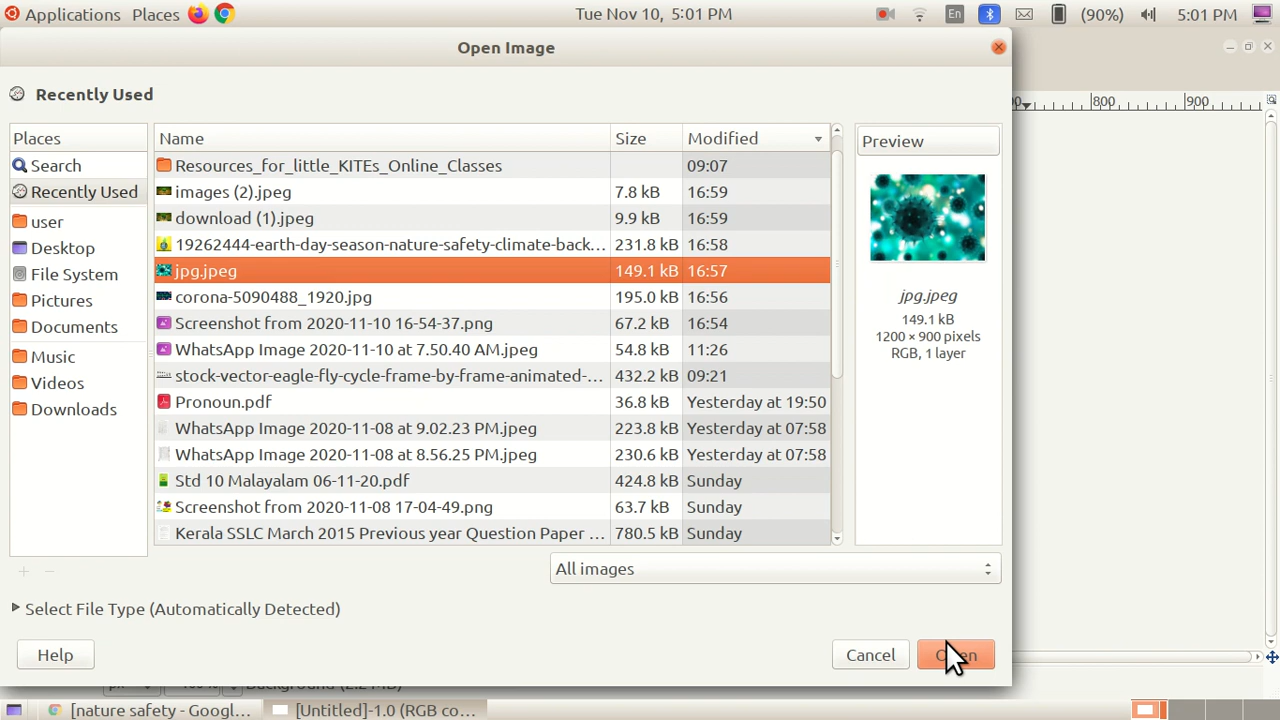 Applications Places Tue Nov 10, 5:01 PM En (90%) 5:01 PM
Open Image
Recently Used
Places Name Size Modified Preview
Search Resources_for_little_KITEs_Online_Classes 09:07
Recently Used images (2).jpeg 7.8 kB 16:59
user download (1).jpeg 9.9 kB 16:59
Desktop 19262444-earth-day-season-nature-safety-climate-back... 231.8 kB 16:58
File System jpg.jpeg 149.1 kB 16:57
Pictures corona-5090488_1920.jpg 195.0 kB 16:56
Documents Screenshot from 2020-11-10 16-54-37.png 67.2 kB 16:54
Music WhatsApp Image 2020-11-10 at 7.50.40 AM.jpeg 54.8 kB 11:26
Videos stock-vector-eagle-fly-cycle-frame-by-frame-animated-... 432.2 kB 09:21
Downloads Pronoun.pdf 36.8 kB Yesterday at 19:50
WhatsApp Image 2020-11-08 at 9.02.23 PM.jpeg 223.8 kB Yesterday at 07:58
WhatsApp Image 2020-11-08 at 8.56.25 PM.jpeg 230.6 kB Yesterday at 07:58
Std 10 Malayalam 06-11-20.pdf 424.8 kB Sunday
Screenshot from 2020-11-08 17-04-49.png 63.7 kB Sunday
Kerala SSLC March 2015 Previous year Question Paper ... 780.5 kB Sunday
jpg.jpeg
149.1 kB
1200 × 900 pixels
RGB, 1 layer
800 900
All images
Select File Type (Automatically Detected)
Help Cancel Open
[nature safety - Googl... [Untitled]-1.0 (RGB co...